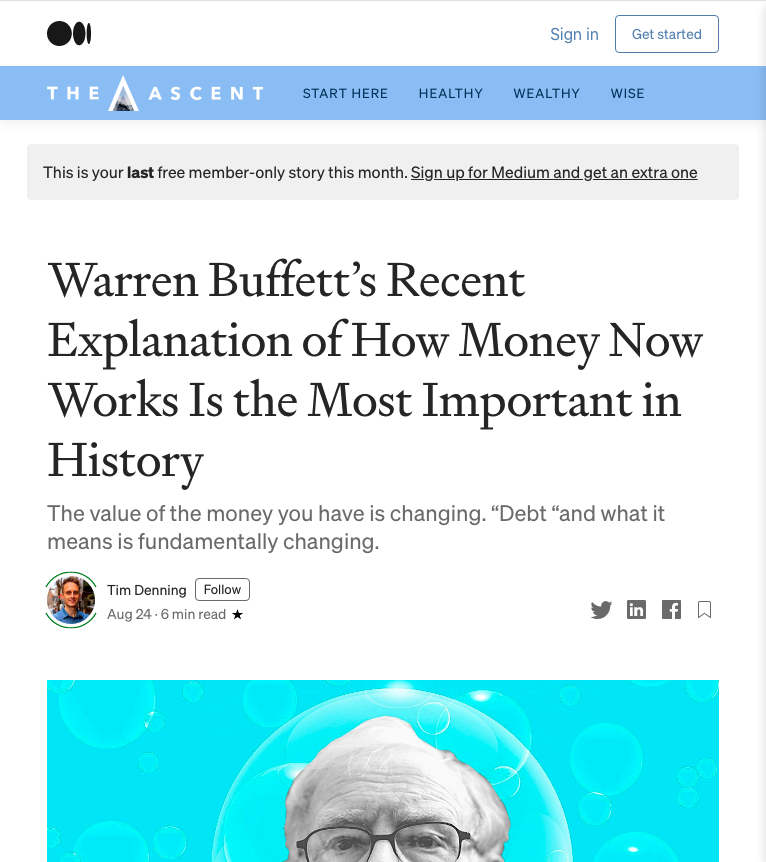 Sign in
Get started
THE ASCENT
START HERE
HEALTHY
WEALTHY
WISE
This is your last free member-only story this month. Sign up for Medium and get an extra one
Warren Buffett’s Recent
Explanation of How Money Now
Works Is the Most Important in
History
The value of the money you have is changing. “Debt “and what it
means is fundamentally changing.
Tim Denning
Follow
Aug 24 · 6 min read ★
in